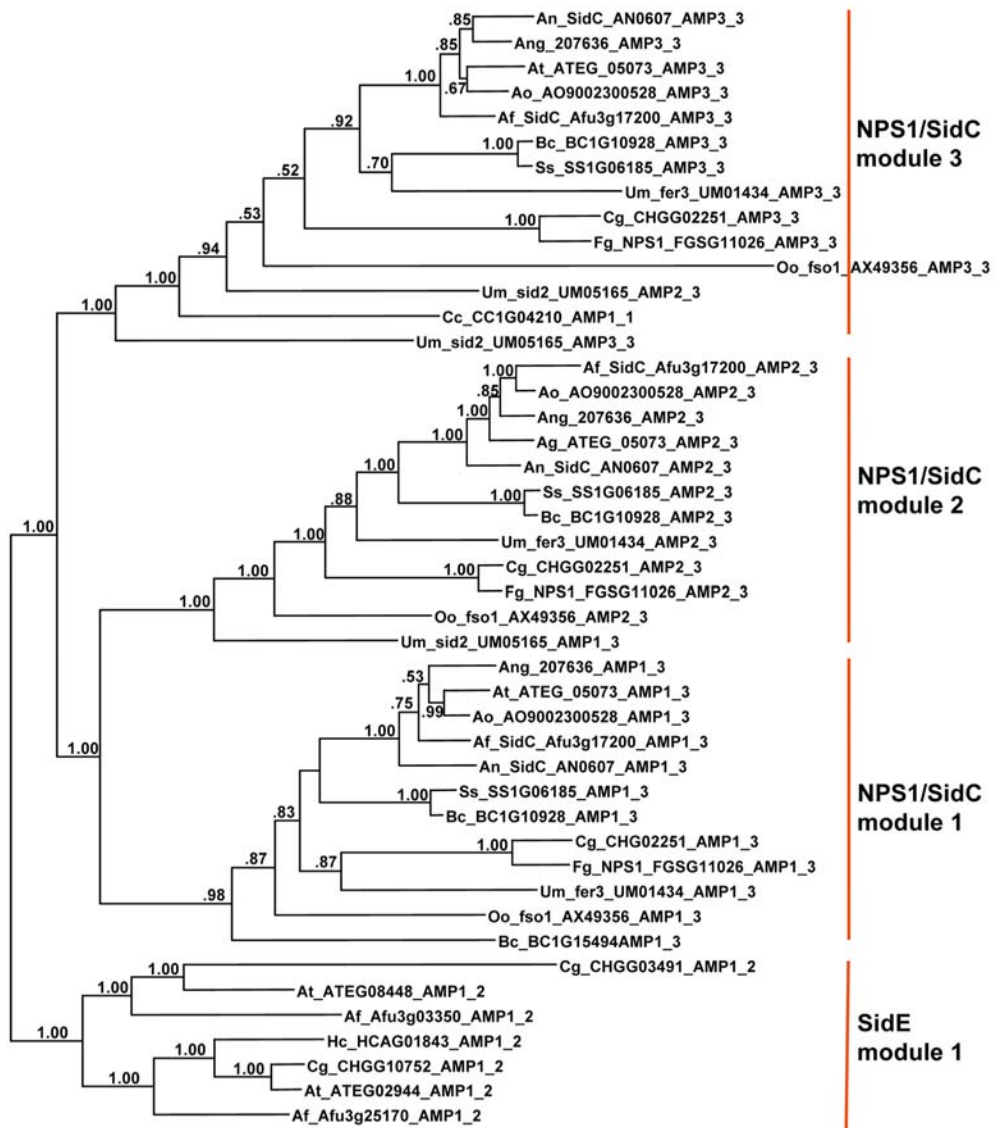 .85
An_SidC_AN0607_AMP3_3
.85
Ang_207636_AMP3_3
1.00
At_ATEG_05073_AMP3_3
.67
Ao_AO9002300528_AMP3_3
.92
Af_SidC_Afu3g17200_AMP3_3
1.00
Bc_BC1G10928_AMP3_3
.70
Ss_SS1G06185_AMP3_3
.52
Um_fer3_UM01434_AMP3_3
.53
1.00
Cg_CHGG02251_AMP3_3
Fg_NPS1_FGSG11026_AMP3_3
.94
Oo_fso1_AX49356_AMP3_3
1.00
Um_sid2_UM05165_AMP2_3
1.00
Cc_CC1G04210_AMP1_1
Um_sid2_UM05165_AMP3_3
NPS1/SidC
module 3
1.00
Af_SidC_Afu3g17200_AMP2_3
.85
Ao_AO9002300528_AMP2_3
1.00
Ang_207636_AMP2_3
1.00
Ag_ATEG_05073_AMP2_3
1.00
An_SidC_AN0607_AMP2_3
1.00
Ss_SS1G06185_AMP2_3
.88
Bc_BC1G10928_AMP2_3
1.00
Um_fer3_UM01434_AMP2_3
1.00
1.00
Cg_CHGG02251_AMP2_3
Fg_NPS1_FGSG11026_AMP2_3
1.00
Oo_fso1_AX49356_AMP2_3
Um_sid2_UM05165_AMP1_3
NPS1/SidC
module 2
1.00
1.00
.53
Ang_207636_AMP1_3
.75
At_ATEG_05073_AMP1_3
.99
Ao_AO9002300528_AMP1_3
1.00
Af_SidC_Afu3g17200_AMP1_3
An_SidC_AN0607_AMP1_3
1.00
Ss_SS1G06185_AMP1_3
.83
Bc_BC1G10928_AMP1_3
1.00
Cg_CHG02251_AMP1_3
.87
.87
Fg_NPS1_FGSG11026_AMP1_3
Um_fer3_UM01434_AMP1_3
.98
Oo_fso1_AX49356_AMP1_3
Bc_BC1G15494AMP1_3
NPS1/SidC
module 1
1.00
Cg_CHGG03491_AMP1_2
1.00
At_ATEG08448_AMP1_2
Af_Afu3g03350_AMP1_2
1.00
1.00
Hc_HCAG01843_AMP1_2
1.00
1.00
Cg_CHGG10752_AMP1_2
At_ATEG02944_AMP1_2
Af_Afu3g25170_AMP1_2
SidE
module 1